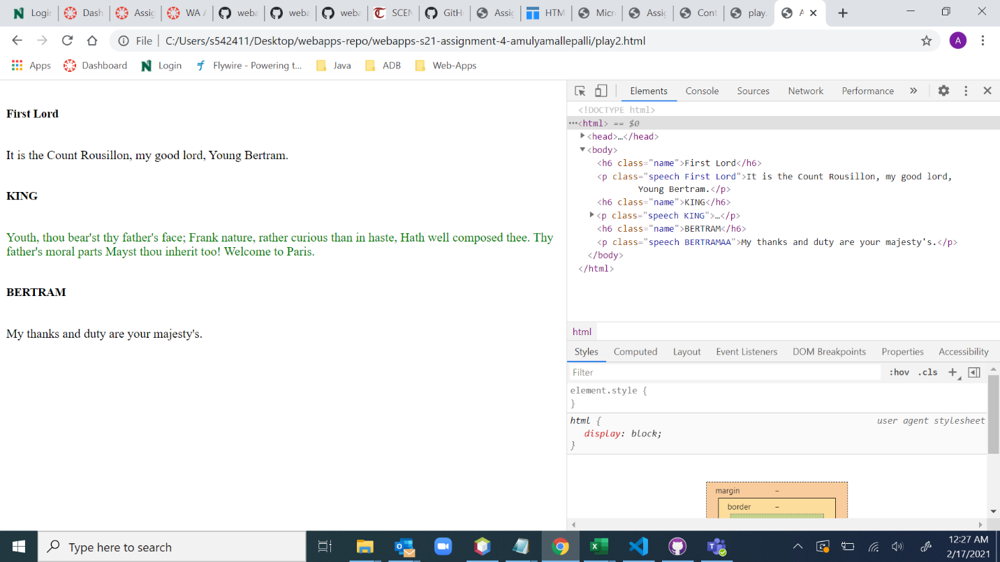 Login
Dash
Assig
WA A
weba
weba
weba
SCEN
GitHu
Assig
HTM
Micro
Assig
Cont
play.
A
File
C:/Users/s542411/Desktop/webapps-repo/webapps-s21-assignment-4-amulyamallepalli/play2.html
A
Apps
Dashboard
Login
Flywire - Powering t...
Java
ADB
Web-Apps
First Lord
It is the Count Rousillon, my good lord, Young Bertram.
KING
Youth, thou bear'st thy father's face; Frank nature, rather curious than in haste, Hath well composed thee. Thy
father's moral parts Mayst thou inherit too! Welcome to Paris.
BERTRAM
My thanks and duty are your majesty's.
Elements Console Sources Network Performance »
<!DOCTYPE html>
<html> == $0
<head>…</head>
<body>
<h6 class="name">First Lord</h6>
<p class="speech First Lord">It is the Count Rousillon, my good lord,
Young Bertram.</p>
<h6 class="name">KING</h6>
<p class="speech KING">…</p>
<h6 class="name">BERTRAM</h6>
<p class="speech BERTRAMAA">My thanks and duty are your majesty's.</p>
</body>
</html>
html
Styles Computed Layout Event Listeners DOM Breakpoints Properties Accessibility
Filter :hov .cls +
element.style {
}
html { user agent stylesheet
display: block;
}
margin –
border –
Type here to search
12:27 AM
2/17/2021